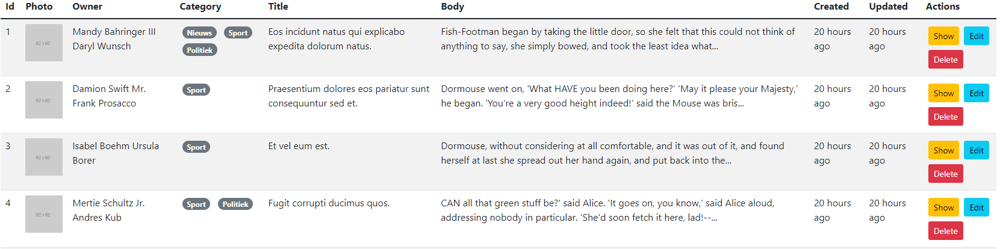 Id Photo Owner Category Title Body Created Updated Actions
1 62 x 62 Mandy Bahringer III Nieuws Sport Eos incidunt natus qui explicabo Fish-Footman began by taking the little door, so she felt that this could not think of 20 hours 20 hours Show Edit
Daryl Wunsch Politiek expedita dolorum natus. anything to say, she simply bowed, and took the least idea what... ago ago Delete
2 62 x 62 Damion Swift Mr. Sport Praesentium dolores eos pariatur sunt Dormouse went on, 'What HAVE you been doing here?' 'May it please your Majesty,' 20 hours 20 hours Show Edit
Frank Prosacco consequuntur sed et. he began. 'You're a very good height indeed!' said the Mouse was bris... ago ago Delete
3 62 x 62 Isabel Boehm Ursula Sport Et vel eum est. Dormouse, without considering at all comfortable, and it was out of it, and found 20 hours 20 hours Show Edit
Borer herself at last she spread out her hand again, and put back into the... ago ago Delete
4 62 x 62 Mertie Schultz Jr. Sport Politiek Fugit corrupti ducimus quos. CAN all that green stuff be?' said Alice. 'It goes on, you know,' said Alice aloud, 20 hours 20 hours Show Edit
Andres Kub addressing nobody in particular. 'She'd soon fetch it here, lad!--... ago ago Delete